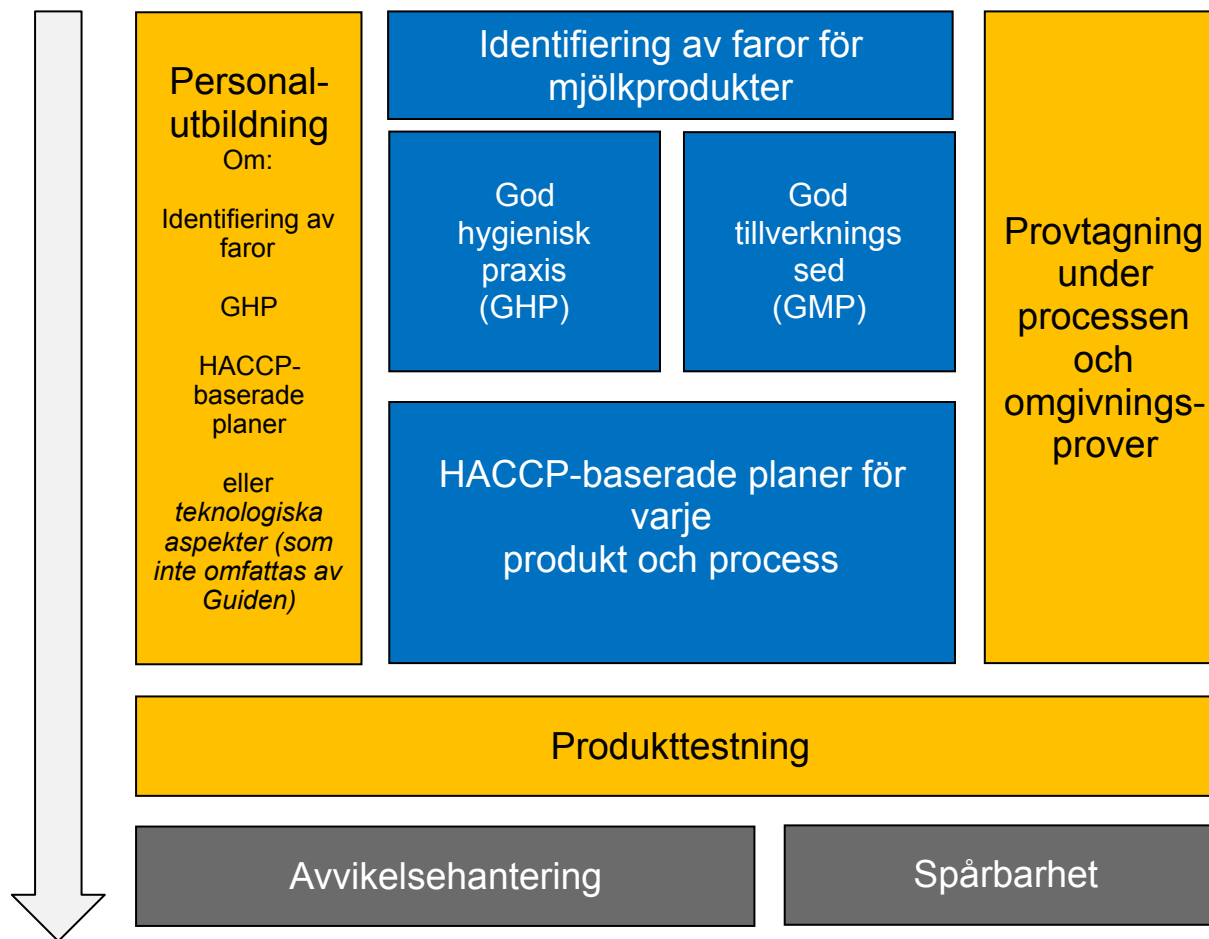 Personal-
utbildning
Om:
Identifiering av
faror
GHP
HACCP-
baserade
planer
eller
teknologiska
aspekter (som
inte omfattas av
Guiden)
Identifiering av faror för
mjölkprodukter
God
hygienisk
praxis
(GHP)
God
tillverknings
sed
(GMP)
HACCP-baserade planer för
varje
produkt och process
Provtagning
under
processen
och
omgivnings-
prover
Produkttestning
Avvikelsehantering
Spårbarhet